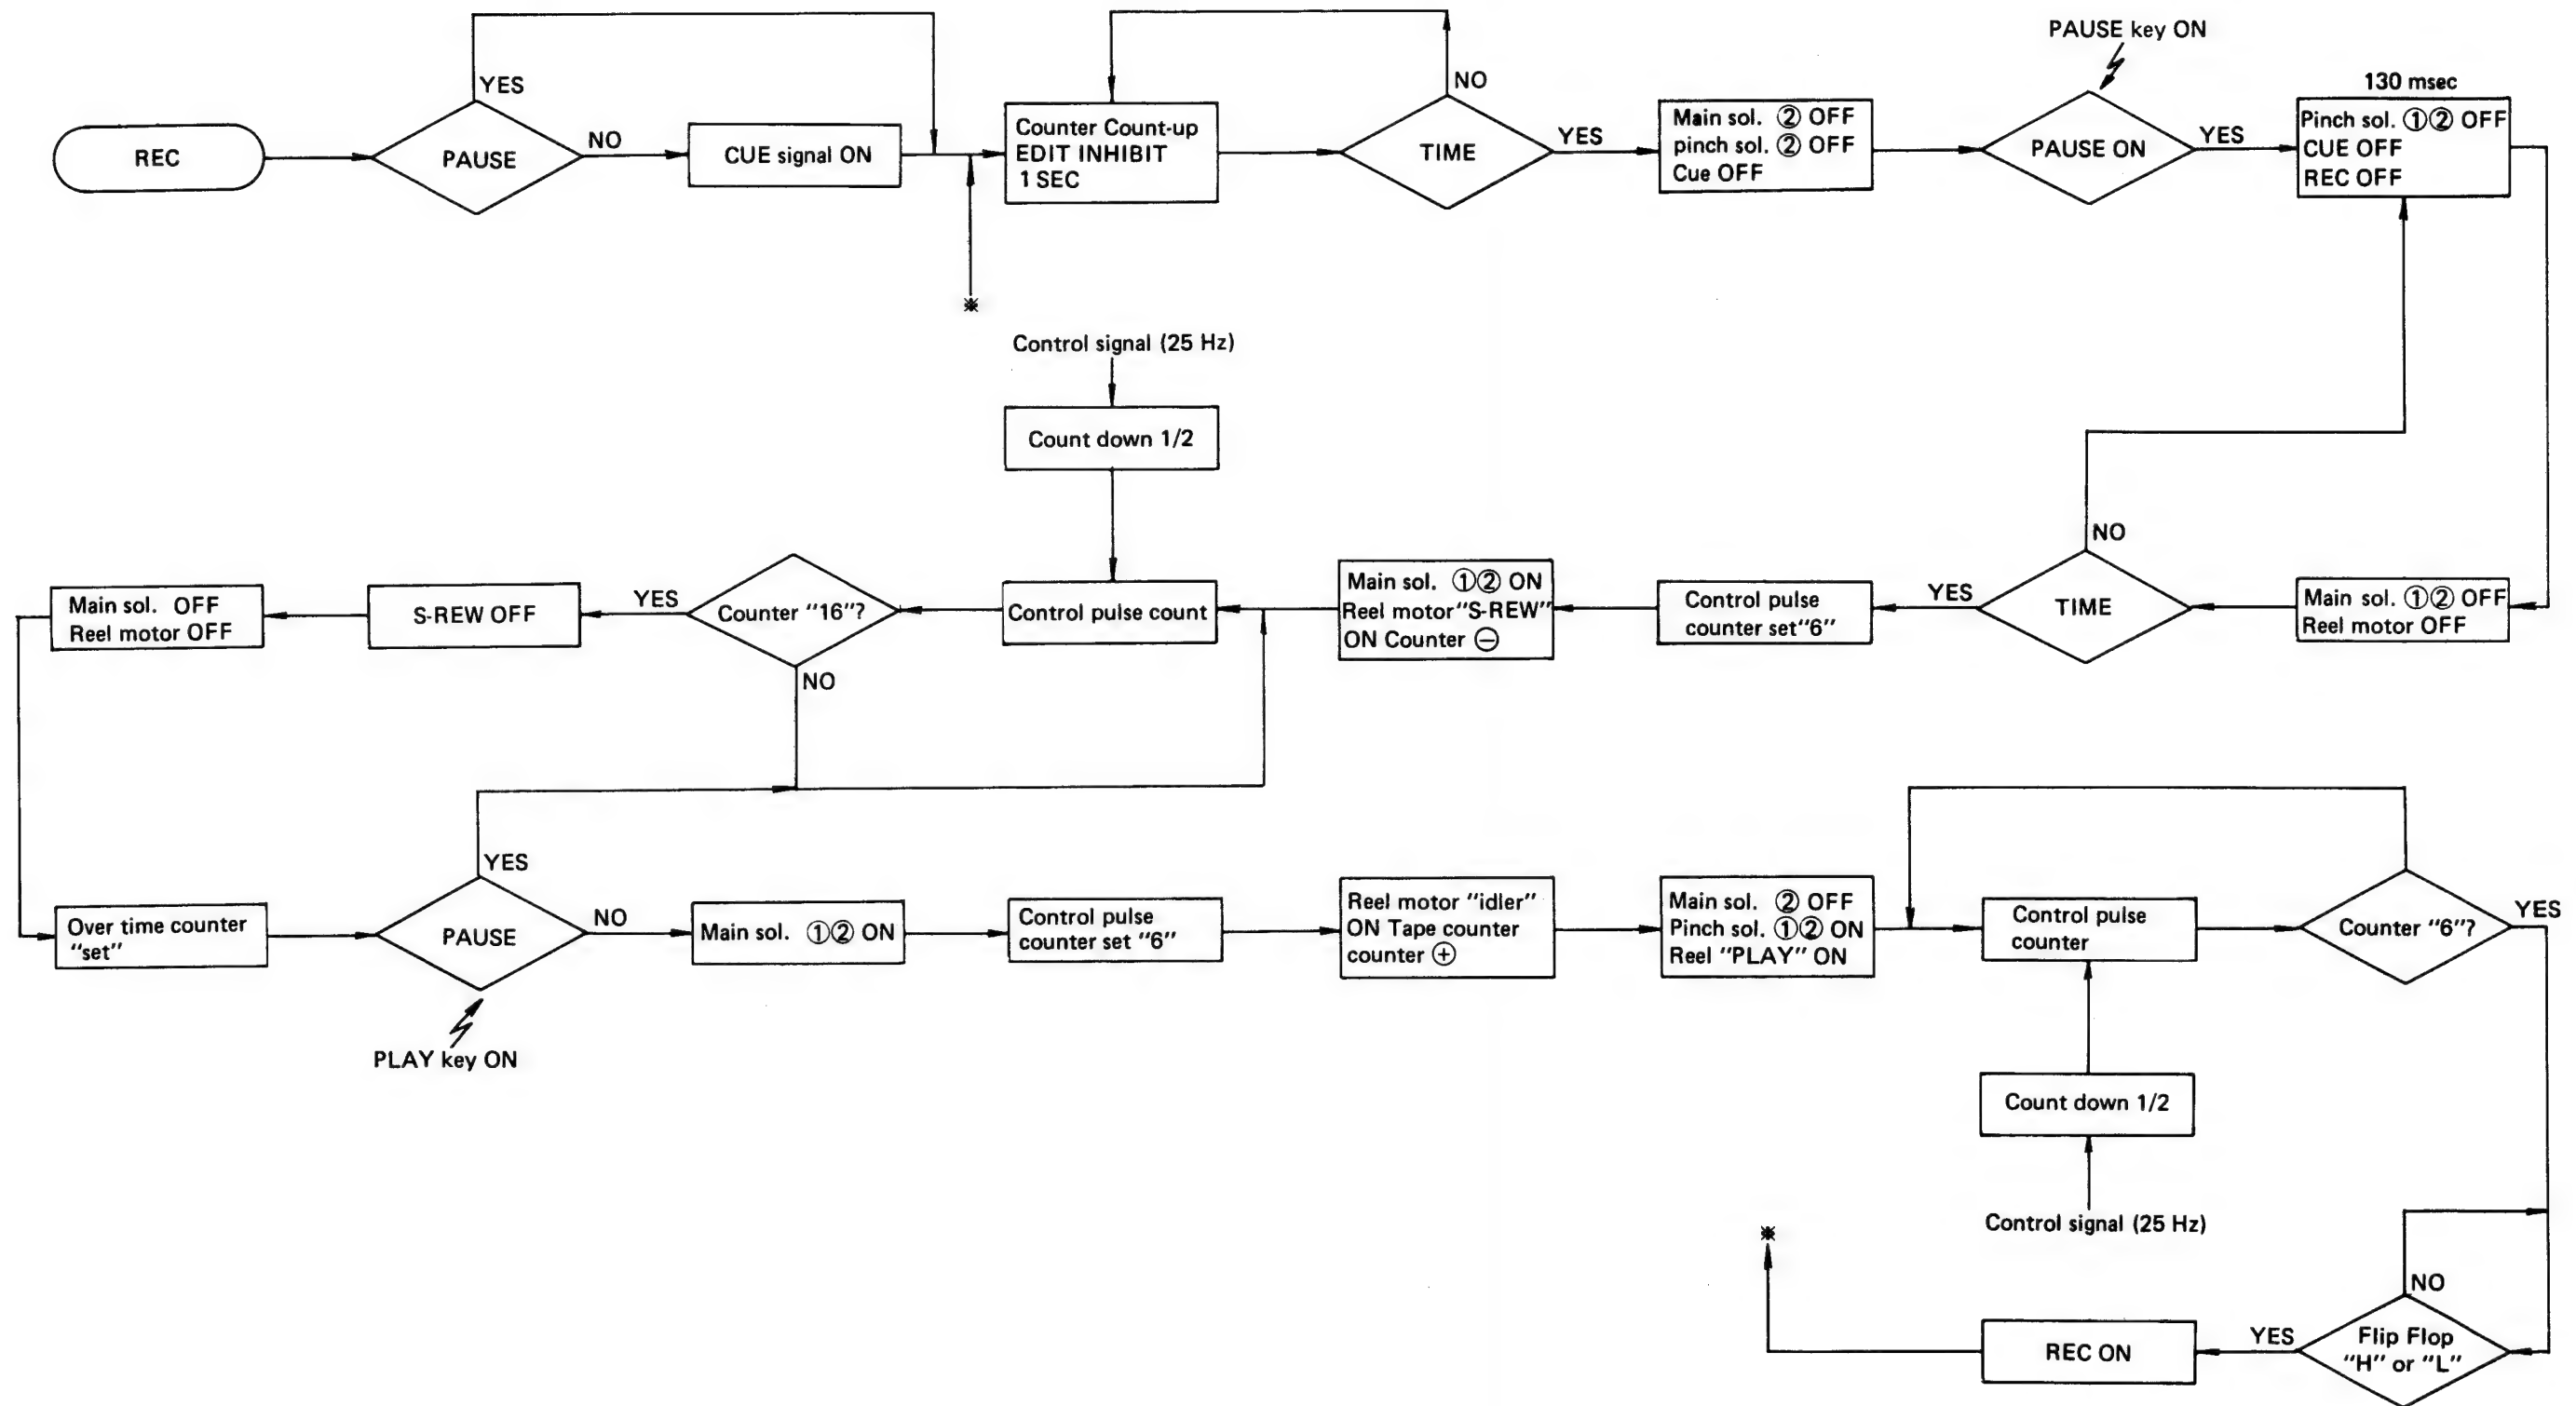 REC
YES
PAUSE
NO
CUE signal ON
※
Counter Count-up
EDIT INHIBIT
1 SEC
NO
TIME
YES
Main sol. ② OFF
pinch sol. ② OFF
Cue OFF
PAUSE key ON
PAUSE ON
YES
130 msec
Pinch sol. ①② OFF
CUE OFF
REC OFF
Main sol. ①② OFF
Reel motor OFF
NO
TIME
YES
Control pulse
counter set"6"
Main sol. ①② ON
Reel motor"S-REW"
ON Counter ⊖
Control signal (25 Hz)
Count down 1/2
Control pulse count
Counter "16"?
NO
YES
S-REW OFF
Main sol. OFF
Reel motor OFF
Over time counter
"set"
YES
PAUSE
PLAY key ON
NO
Main sol. ①② ON
Control pulse
counter set "6"
Reel motor "idler"
ON Tape counter
counter ⊕
Main sol. ② OFF
Pinch sol. ①② ON
Reel "PLAY" ON
Control pulse
counter
Counter "6"?
YES
Count down 1/2
Control signal (25 Hz)
NO
Flip Flop
"H" or "L"
YES
REC ON
※